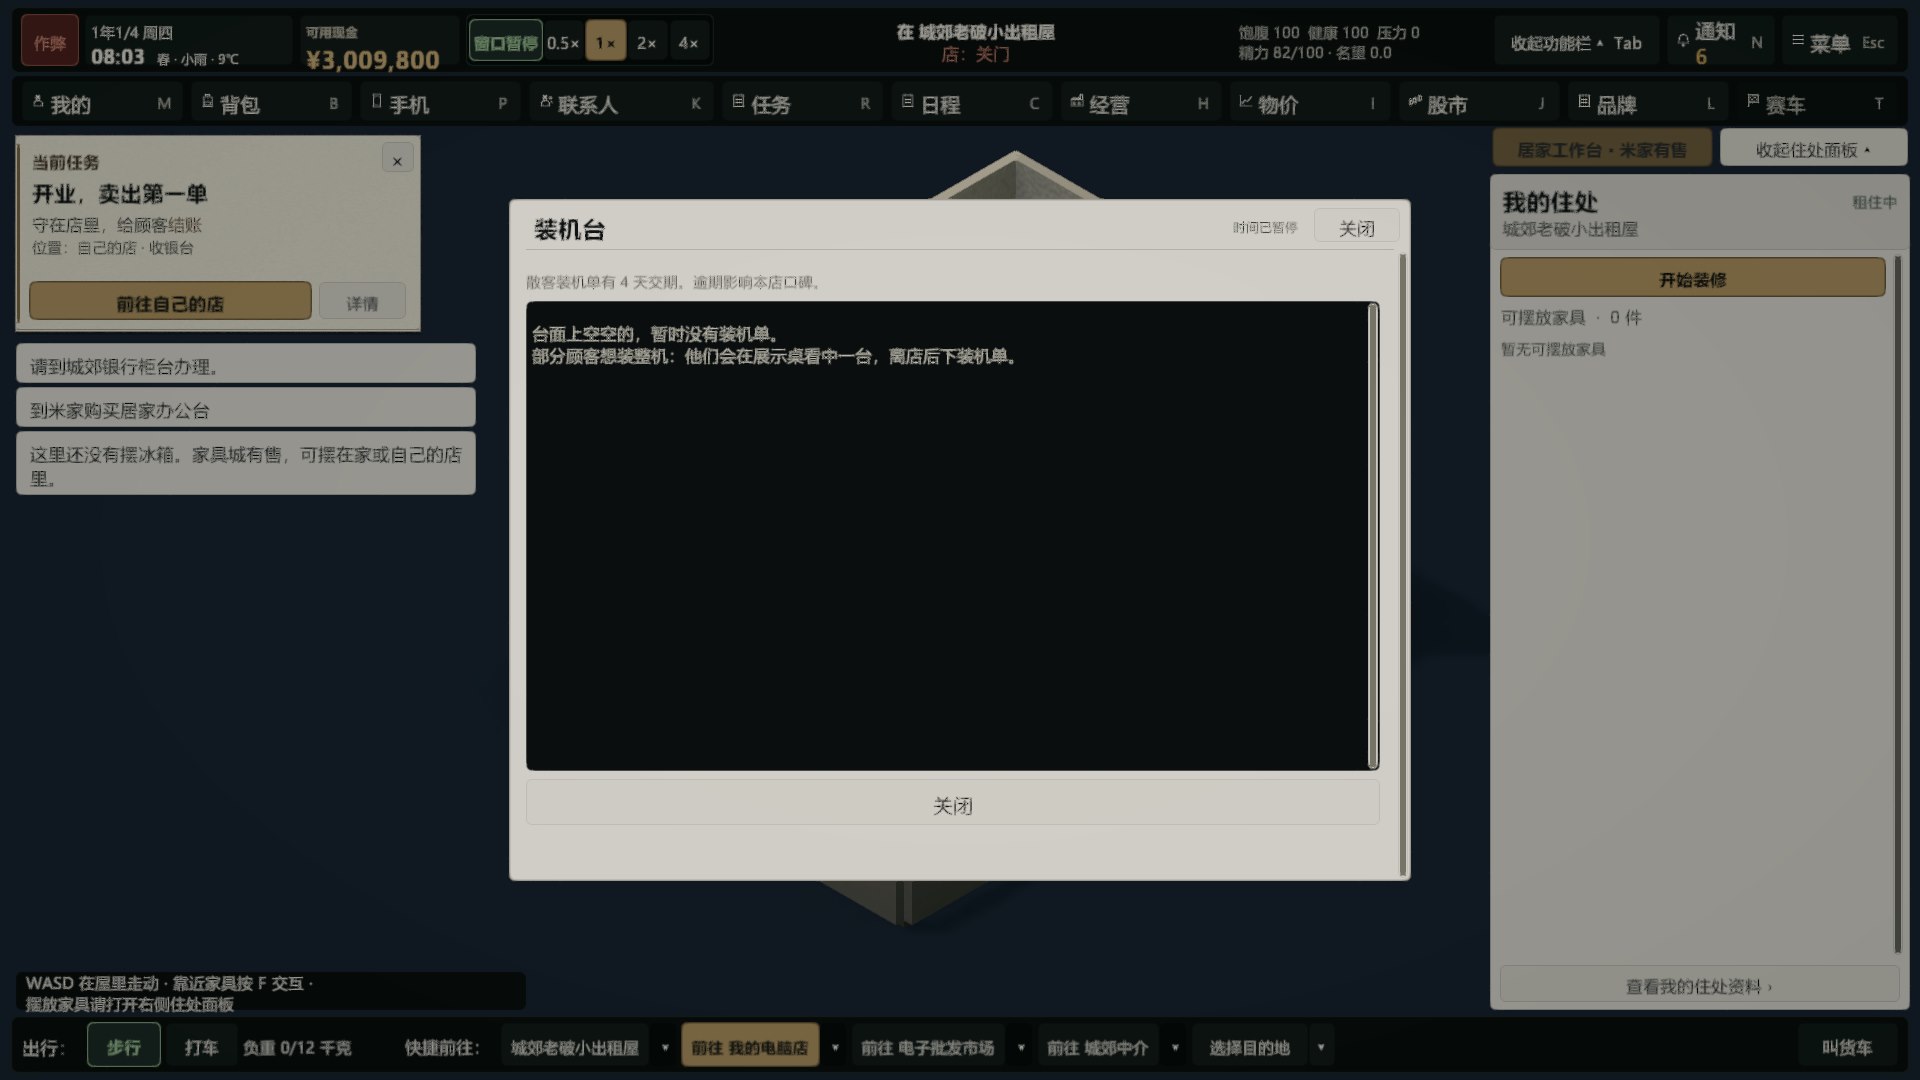 作弊
1年1/4 周四
08:03 春 · 小雨 · 9℃
可用现金
¥3,009,800
窗口暂停 0.5× 1× 2× 4×
在 城郊老破小出租屋
店：关门
饱腹 100 健康 100 压力 0
精力 82/100 · 名望 0.0
收起功能栏 Tab
通知 N
6
菜单 Esc
我的 M
背包 B
手机 P
联系人 K
任务 R
日程 C
经营 H
物价 I
股市 J
品牌 L
赛车 T
当前任务
×
开业，卖出第一单
守在店里，给顾客结账
位置：自己的店 · 收银台
前往自己的店
详情
请到城郊银行柜台办理。
到米家购买居家办公台
这里还没有摆冰箱。家具城有售，可摆在家或自己的店
里。
装机台
时间已暂停
关闭
散客装机单有 4 天交期，逾期影响本店口碑。
台面上空空的，暂时没有装机单。
部分顾客想装整机：他们会在展示桌看中一台，离店后下装机单。
关闭
居家工作台 · 米家有售
收起住处面板
我的住处
租住中
城郊老破小出租屋
开始装修
可摆放家具 · 0 件
暂无可摆放家具
查看我的住处资料 ›
WASD 在屋里走动 · 靠近家具按 F 交互 ·
摆放家具请打开右侧住处面板
出行：
步行
打车
负重 0/12 千克
快捷前往：
城郊老破小出租屋
前往 我的电脑店
前往 电子批发市场
前往 城郊中介
选择目的地
叫货车